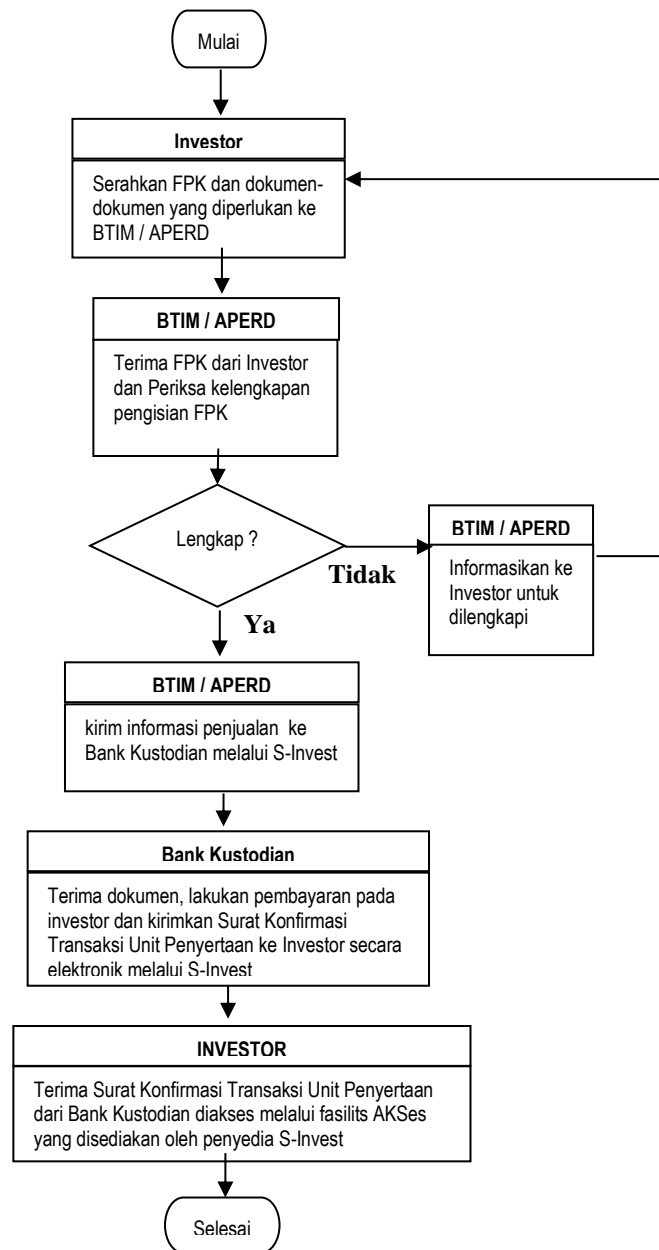 Mulai
Investor
Serahkan FPK dan dokumen-
dokumen yang diperlukan ke
BTIM / APERD
BTIM / APERD
Terima FPK dari Investor
dan Periksa kelengkapan
pengisian FPK
Lengkap ?
Tidak
BTIM / APERD
Informasikan ke
Investor untuk
dilengkapi
Ya
BTIM / APERD
kirim informasi penjualan ke
Bank Kustodian melalui S-Invest
Bank Kustodian
Terima dokumen, lakukan pembayaran pada
investor dan kirimkan Surat Konfirmasi
Transaksi Unit Penyertaan ke Investor secara
elektronik melalui S-Invest
INVESTOR
Terima Surat Konfirmasi Transaksi Unit Penyertaan
dari Bank Kustodian diakses melalui fasilits AKSes
yang disediakan oleh penyedia S-Invest
Selesai